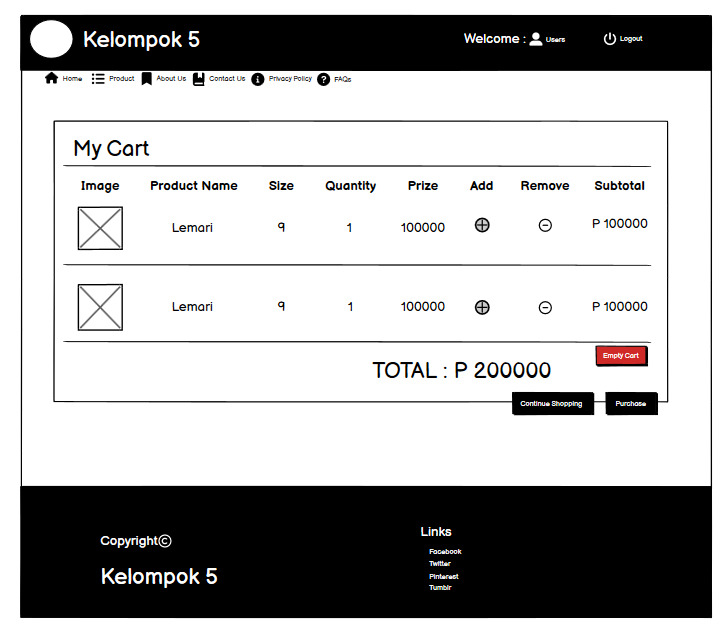 Kelompok 5 Welcome : Users Logout
Home Product About Us Contact Us Privacy Policy FAQs
My Cart
Image Product Name Size Quantity Prize Add Remove Subtotal
Lemari 9 1 100000 P 100000
Lemari 9 1 100000 P 100000
Empty Cart
TOTAL : P 200000
Continue Shopping Purchase
Copyright©
Kelompok 5
Links
Facebook
Twitter
Pinterest
Tumblr